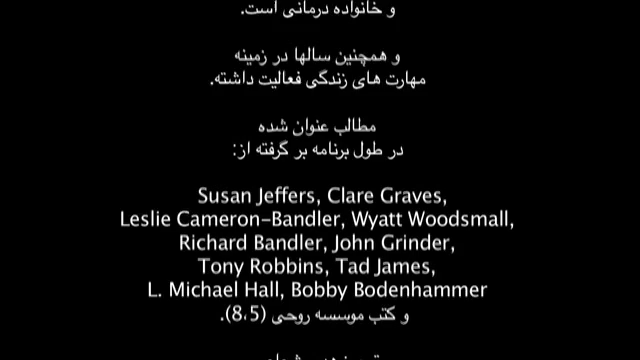 و خانواده درمانی است.
و همچنین سالها در زمینه
مهارت های زندگی فعالیت داشته.
مطالب عنوان شده
در طول برنامه بر گرفته از:
Susan Jeffers, Clare Graves,
Leslie Cameron-Bandler, Wyatt Woodsmall,
Richard Bandler, John Grinder,
Tony Robbins, Tad James,
L. Michael Hall, Bobby Bodenhammer
و کتب موسسه روحی (8،5).